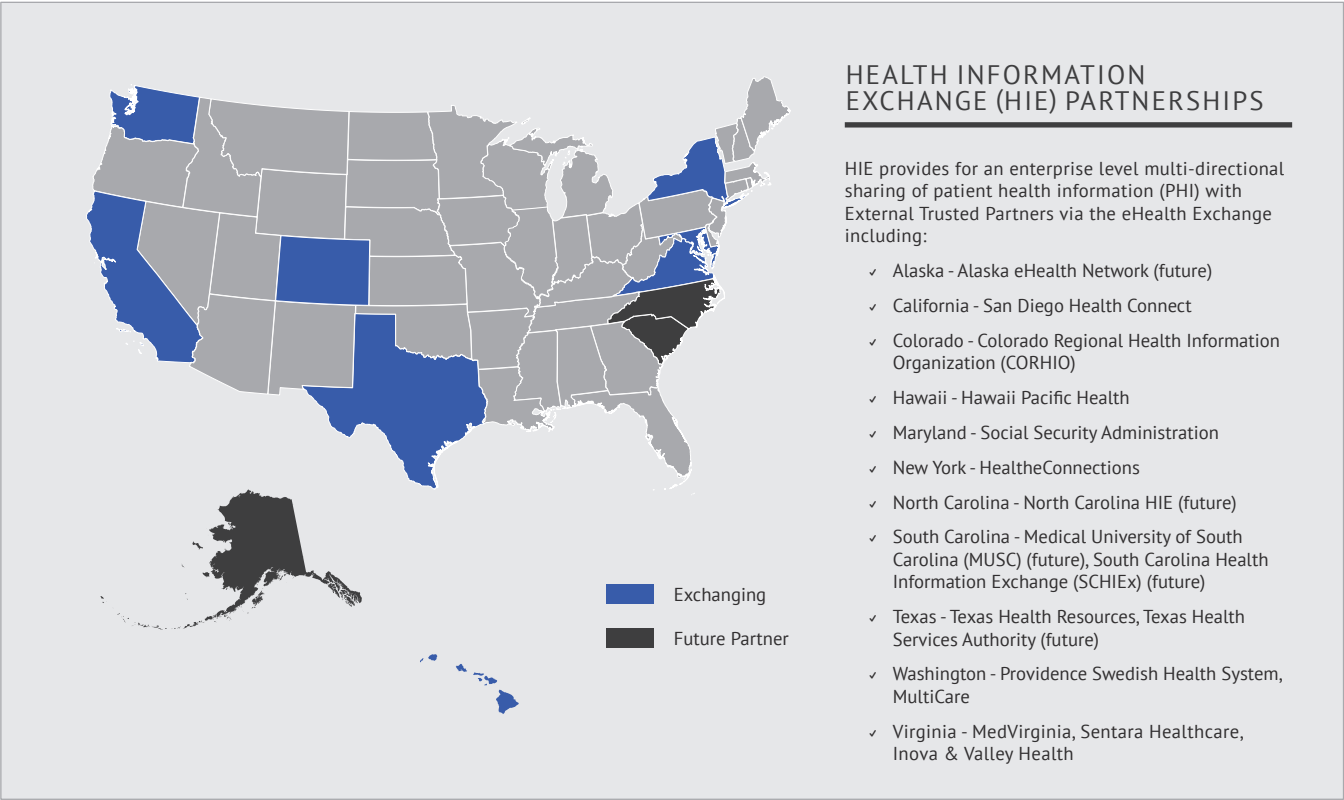 HEALTH INFORMATION
EXCHANGE (HIE) PARTNERSHIPS
HIE provides for an enterprise level multi-directional
sharing of patient health information (PHI) with
External Trusted Partners via the eHealth Exchange
including:
✓ Alaska - Alaska eHealth Network (future)
✓ California - San Diego Health Connect
✓ Colorado - Colorado Regional Health Information
Organization (CORHIO)
✓ Hawaii - Hawaii Pacific Health
✓ Maryland - Social Security Administration
✓ New York - HealtheConnections
✓ North Carolina - North Carolina HIE (future)
✓ South Carolina - Medical University of South
Carolina (MUSC) (future), South Carolina Health
Information Exchange (SCHIEx) (future)
✓ Texas - Texas Health Resources, Texas Health
Services Authority (future)
✓ Washington - Providence Swedish Health System,
MultiCare
✓ Virginia - MedVirginia, Sentara Healthcare,
Inova & Valley Health
Exchanging
Future Partner